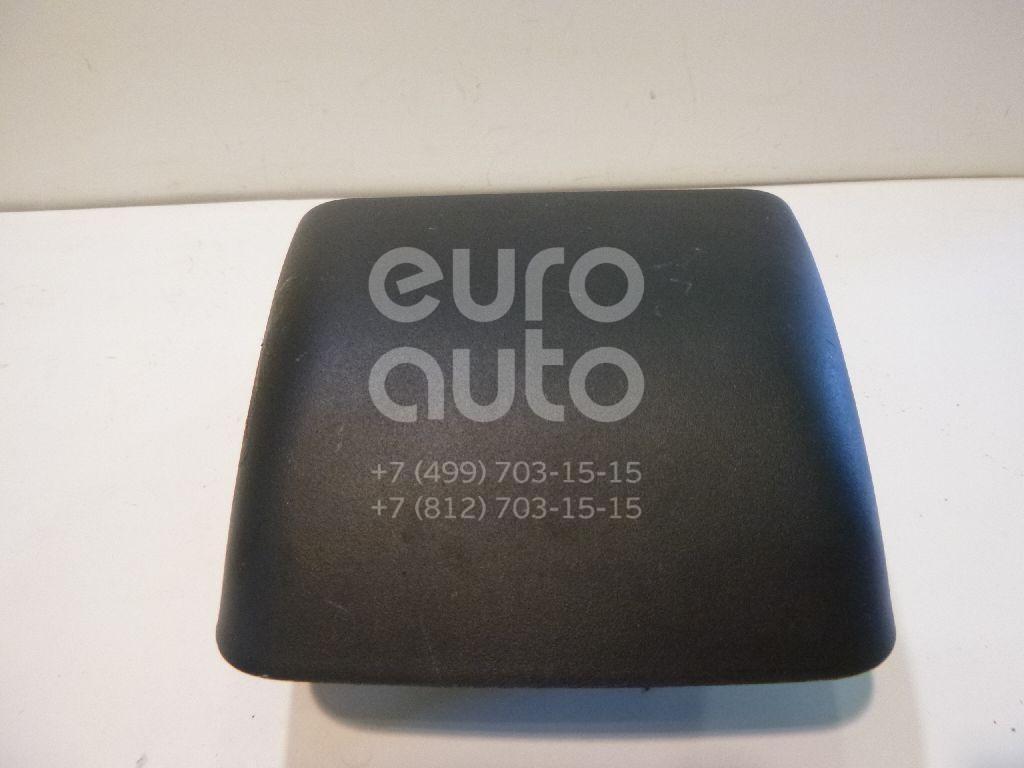 euro
auto
+7 (499) 703-15-15
+7 (812) 703-15-15